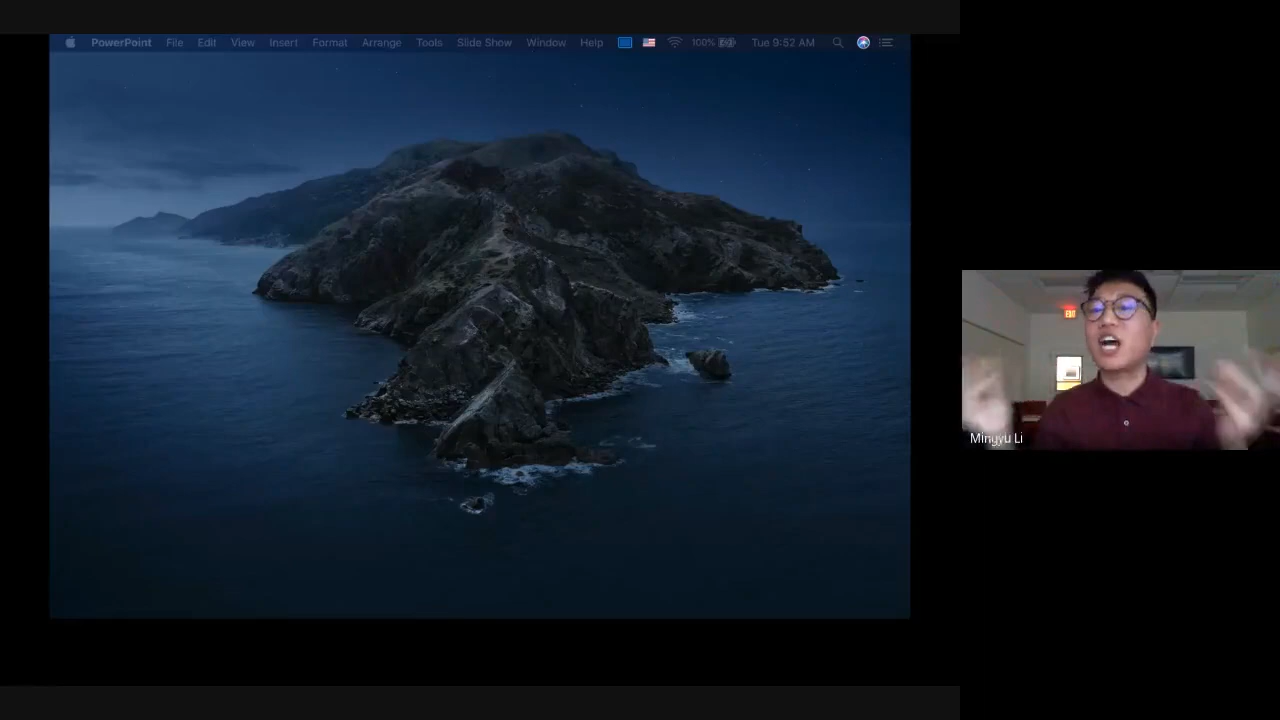 PowerPoint File Edit View Insert Format Arrange Tools Slide Show Window Help 100% Tue 9:52 AM
EXIT
Mingyu Li